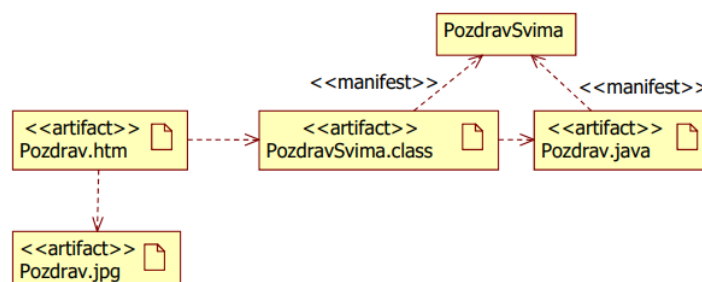 PozdravSvima
<<manifest>>
<<manifest>>
<<artifact>>
Pozdrav.htm
<<artifact>>
PozdravSvima.class
<<artifact>>
Pozdrav.java
<<artifact>>
Pozdrav.jpg